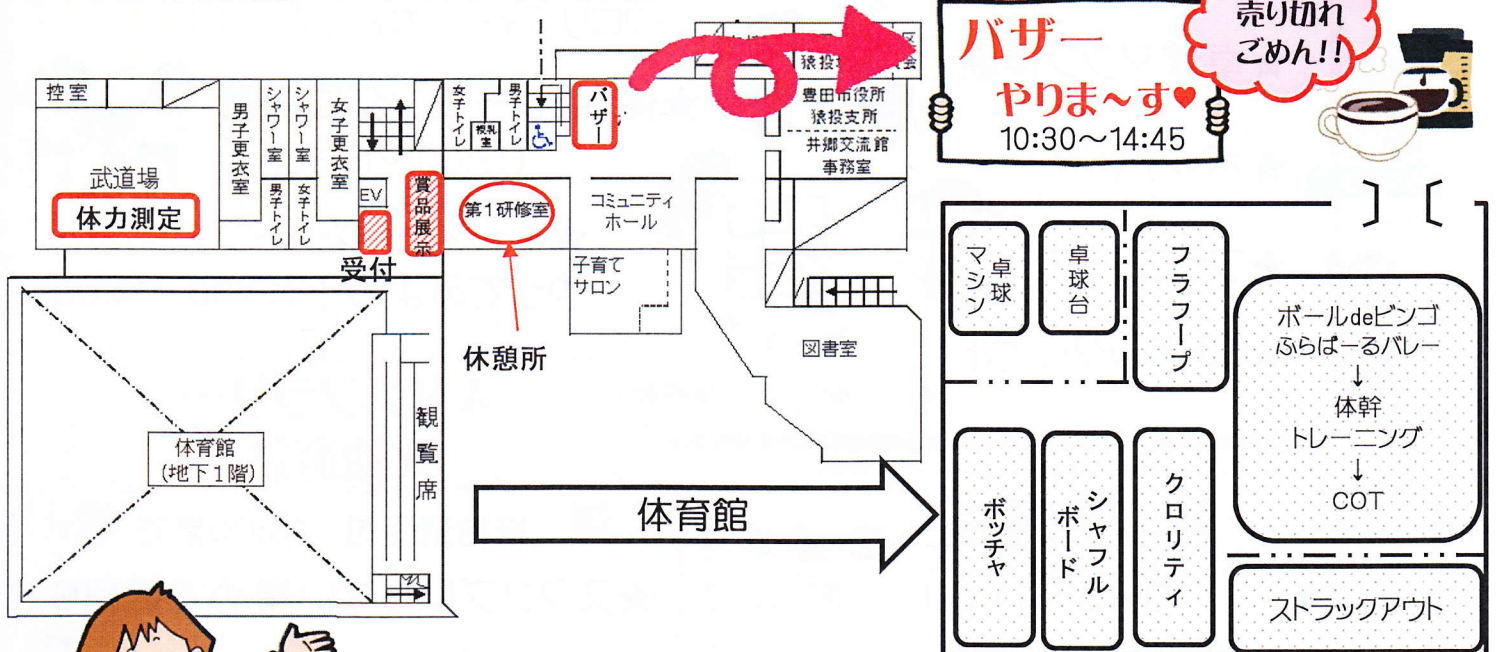 控室
武道場
体力測定
男子更衣室
シャワー室
シャワー室
女子更衣室
男子トイレ
女子トイレ
EV
受付
賞品展示
女子トイレ
授乳室
男子トイレ
バザー
第1研修室
休憩所
コミュニティ
ホール
子育て
サロン
猿投
豊田市役所
猿投支所
井郷交流館
事務室
図書室
体育館
(地下1階)
観覧席
バザー
やりま～す♥
10:30～14:45
売り切れ
ごめん!!
体育館
卓球
マシン
卓球台
フラフープ
ボールdeビンゴ
ふらばーるバレー
↓
体幹
トレーニング
↓
COT
ボッチャ
シャフル
ボード
クロリティ
ストラックアウト